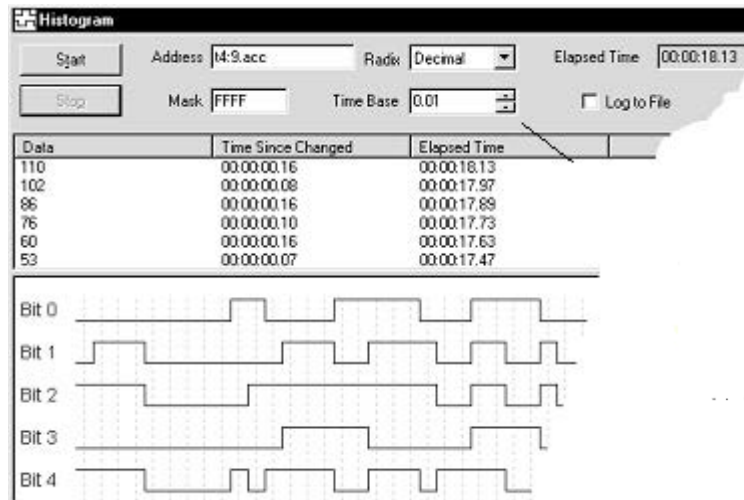 Histogram
Start Address t4:9.acc Radix Decimal Elapsed Time 00:00:18.13
Stop Mask FFFF Time Base 0.01 Log to File
Data Time Since Changed Elapsed Time
110 00:00:00.16 00:00:18.13
102 00:00:00.08 00:00:17.97
86 00:00:00.16 00:00:17.89
76 00:00:00.10 00:00:17.73
60 00:00:00.16 00:00:17.63
53 00:00:00.07 00:00:17.47
Bit 0
Bit 1
Bit 2
Bit 3
Bit 4